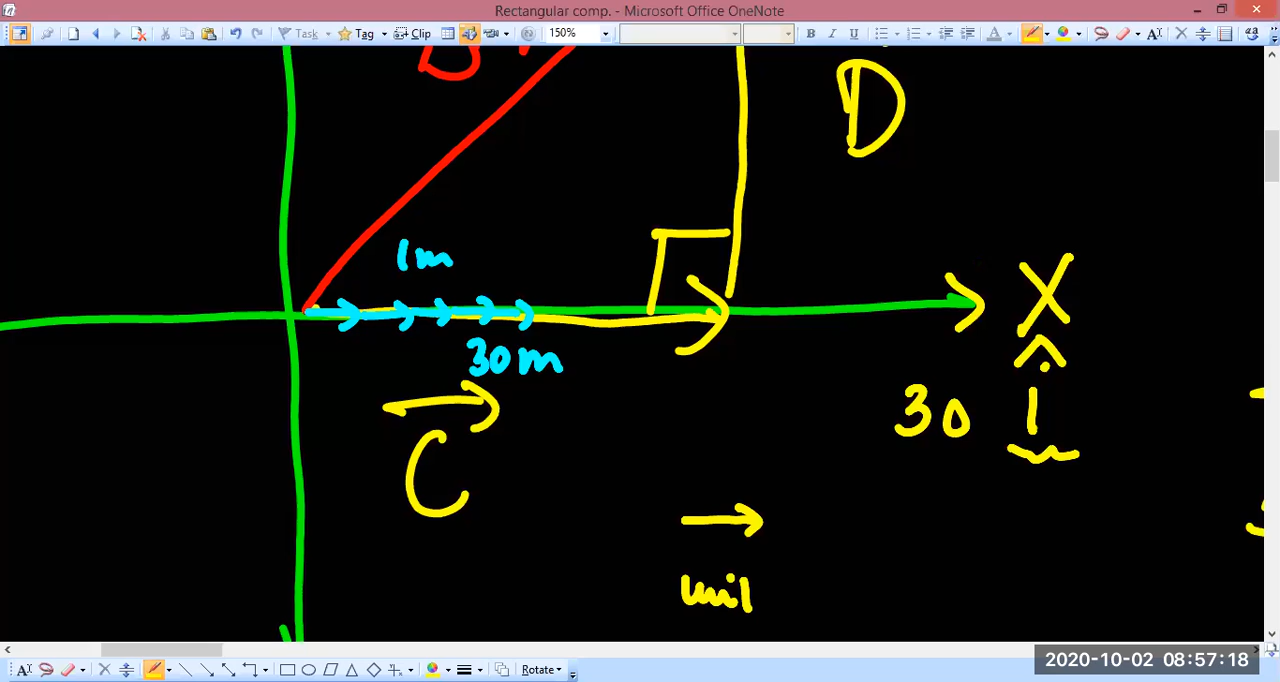 Rectangular comp. - Microsoft Office OneNote
Task Tag Clip 150% B I U
D
1m
X
30 m
30 î
C
unit
Rotate
2020-10-02 08:57:18